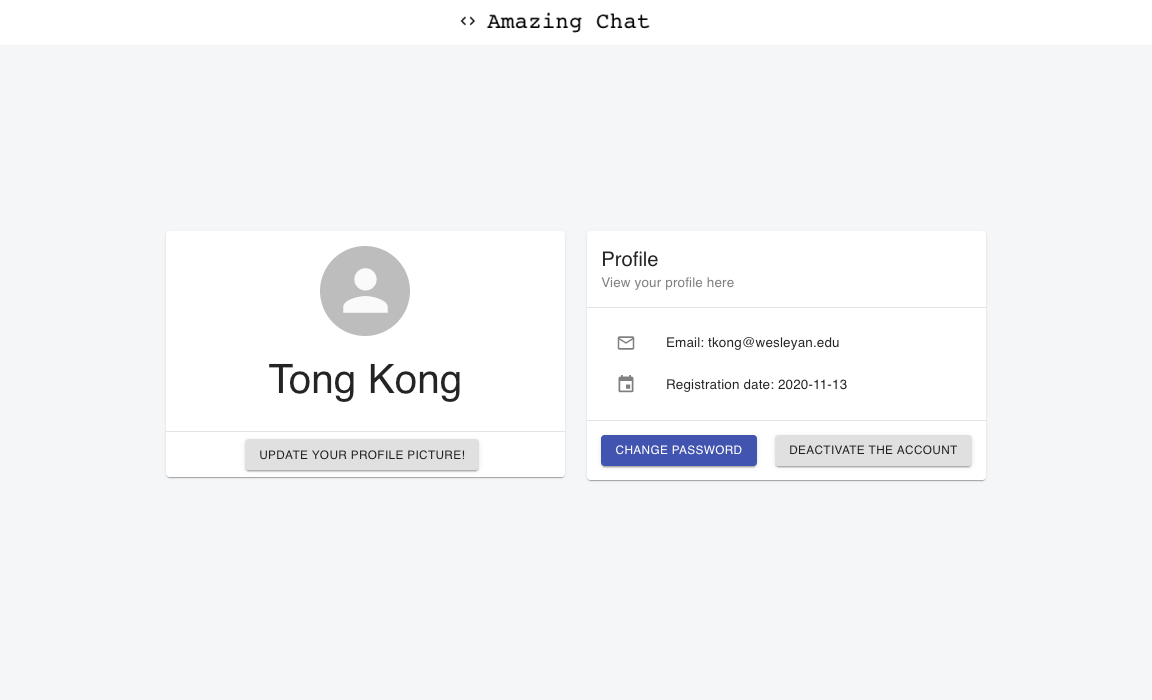 <> Amazing Chat
Tong Kong
UPDATE YOUR PROFILE PICTURE!
Profile
View your profile here
Email: tkong@wesleyan.edu
Registration date: 2020-11-13
CHANGE PASSWORD
DEACTIVATE THE ACCOUNT